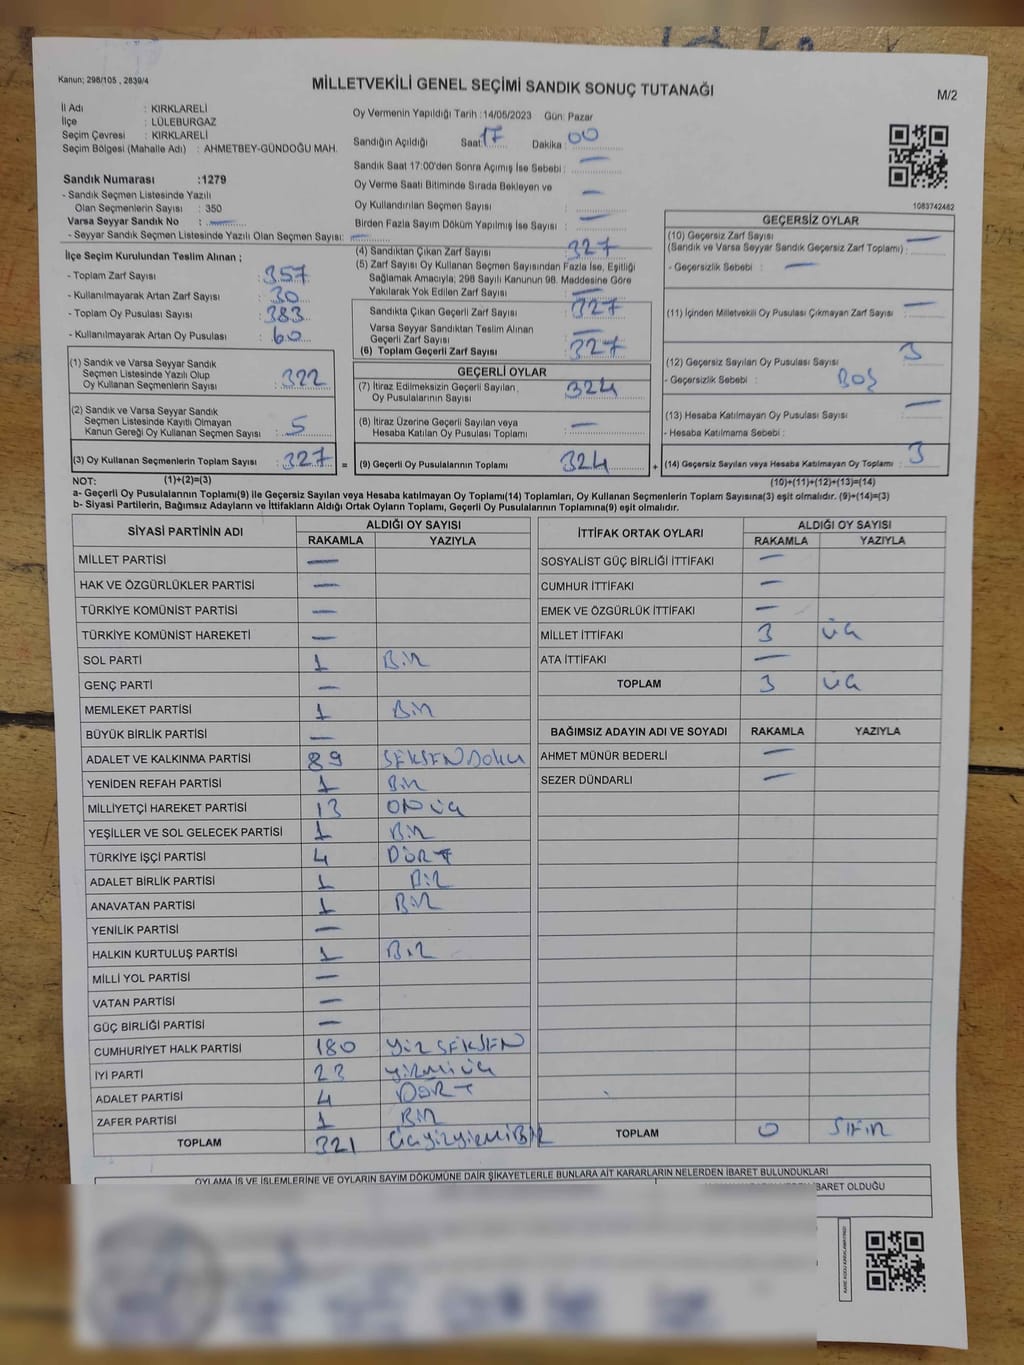 Kanun; 298/105 , 2839/4
MİLLETVEKİLİ GENEL SEÇİMİ SANDIK SONUÇ TUTANAĞI
M/2
İl Adı : KIRKLARELİ
İlçe : LÜLEBURGAZ
Seçim Çevresi : KIRKLARELİ
Seçim Bölgesi (Mahalle Adı) : AHMETBEY-GÜNDOĞU MAH.
Oy Vermenin Yapıldığı Tarih :14/05/2023 Gün: Pazar
Sandığın Açıldığı Saat: 17 Dakika : 00
Sandık Saat 17:00'den Sonra Açımış İse Sebebi : —
Oy Verme Saati Bitiminde Sırada Bekleyen ve
Oy Kullandırılan Seçmen Sayısı : —
Birden Fazla Sayım Döküm Yapılmış İse Sayısı : —
Sandık Numarası :1279
- Sandık Seçmen Listesinde Yazılı
Olan Seçmenlerin Sayısı : 350
Varsa Seyyar Sandık No : —
- Seyyar Sandık Seçmen Listesinde Yazılı Olan Seçmen Sayısı: —
İlçe Seçim Kurulundan Teslim Alınan ;
- Toplam Zarf Sayısı : 357
- Kullanılmayarak Artan Zarf Sayısı : 30
- Toplam Oy Pusulası Sayısı : 383
- Kullanılmayarak Artan Oy Pusulası : 60
(1) Sandık ve Varsa Seyyar Sandık
Seçmen Listesinde Yazılı Olup
Oy Kullanan Seçmenlerin Sayısı : 322
(2) Sandık ve Varsa Seyyar Sandık
Seçmen Listesinde Kayıtlı Olmayan
Kanun Gereği Oy Kullanan Seçmen Sayısı : 5
(3) Oy Kullanan Seçmenlerin Toplam Sayısı : 327 =
(4) Sandıktan Çıkan Zarf Sayısı : 327
(5) Zarf Sayısı Oy Kullanan Seçmen Sayısından Fazla İse, Eşitliği
Sağlamak Amacıyla; 298 Sayılı Kanunun 98. Maddesine Göre
Yakılarak Yok Edilen Zarf Sayısı : —
Sandıkta Çıkan Geçerli Zarf Sayısı : 327
Varsa Seyyar Sandıktan Teslim Alınan
Geçerli Zarf Sayısı : —
(6) Toplam Geçerli Zarf Sayısı : 327
GEÇERLİ OYLAR
(7) İtiraz Edilmeksizin Geçerli Sayılan,
Oy Pusulalarının Sayısı : 324
(8) İtiraz Üzerine Geçerli Sayılan veya
Hesaba Katılan Oy Pusulası Toplamı : —
(9) Geçerli Oy Pusulalarının Toplamı : 324 +
1083742482
GEÇERSİZ OYLAR
(10) Geçersiz Zarf Sayısı
(Sandık ve Varsa Seyyar Sandık Geçersiz Zarf Toplamı) : —
- Geçersizlik Sebebi : —
(11) İçinden Milletvekili Oy Pusulası Çıkmayan Zarf Sayısı : —
(12) Geçersiz Sayılan Oy Pusulası Sayısı : 3
- Geçersizlik Sebebi : BOŞ
(13) Hesaba Katılmayan Oy Pusulası Sayısı : —
- Hesaba Katılmama Sebebi :
(14) Geçersiz Sayılan veya Hesaba Katılmayan Oy Toplamı : 3
NOT: (1)+(2)=(3) (10)+(11)+(12)+(13)=(14)
a- Geçerli Oy Pusulalarının Toplamı(9) ile Geçersiz Sayılan veya Hesaba katılmayan Oy Toplamı(14) Toplamları, Oy Kullanan Seçmenlerin Toplam Sayısına(3) eşit olmalıdır. (9)+(14)=(3)
b- Siyasi Partilerin, Bağımsız Adayların ve İttifakların Aldığı Ortak Oyların Toplamı, Geçerli Oy Pusulalarının Toplamına(9) eşit olmalıdır.
SİYASİ PARTİNİN ADI ALDIĞI OY SAYISI
RAKAMLA YAZIYLA
MİLLET PARTİSİ —
HAK VE ÖZGÜRLÜKLER PARTİSİ —
TÜRKİYE KOMÜNİST PARTİSİ —
TÜRKİYE KOMÜNİST HAREKETİ —
SOL PARTİ 1 Bir
GENÇ PARTİ —
MEMLEKET PARTİSİ 1 Bir
BÜYÜK BİRLİK PARTİSİ —
ADALET VE KALKINMA PARTİSİ 89 SEKSENDOKU
YENİDEN REFAH PARTİSİ 1 Bir
MİLLİYETÇİ HAREKET PARTİSİ 13 ON ÜÇ
YEŞİLLER VE SOL GELECEK PARTİSİ 1 Bir
TÜRKİYE İŞÇİ PARTİSİ 4 DÖRT
ADALET BİRLİK PARTİSİ 1 BİR
ANAVATAN PARTİSİ 1 BİR
YENİLİK PARTİSİ —
HALKIN KURTULUŞ PARTİSİ 1 BİR
MİLLİ YOL PARTİSİ —
VATAN PARTİSİ —
GÜÇ BİRLİĞİ PARTİSİ —
CUMHURİYET HALK PARTİSİ 180 YÜZ SEKSEN
İYİ PARTİ 23 Yirmi üç
ADALET PARTİSİ 4 DÖRT
ZAFER PARTİSİ 1 Bir
TOPLAM 321 üçyüzyirmiBİR
İTTİFAK ORTAK OYLARI ALDIĞI OY SAYISI
RAKAMLA YAZIYLA
SOSYALİST GÜÇ BİRLİĞİ İTTİFAKI —
CUMHUR İTTİFAKI —
EMEK VE ÖZGÜRLÜK İTTİFAKI —
MİLLET İTTİFAKI 3 ÜÇ
ATA İTTİFAKI —
TOPLAM 3 ÜÇ
BAĞIMSIZ ADAYIN ADI VE SOYADI RAKAMLA YAZIYLA
AHMET MÜNÜR BEDERLİ —
SEZER DÜNDARLI —
TOPLAM 0 SIFIR
OYLAMA İŞ VE İŞLEMLERİNE VE OYLARIN SAYIM DÖKÜMÜNE DAİR ŞİKAYETLERLE BUNLARA AİT KARARLARIN NELERDEN İBARET BULUNDUKLARI
İBARET OLDUĞU